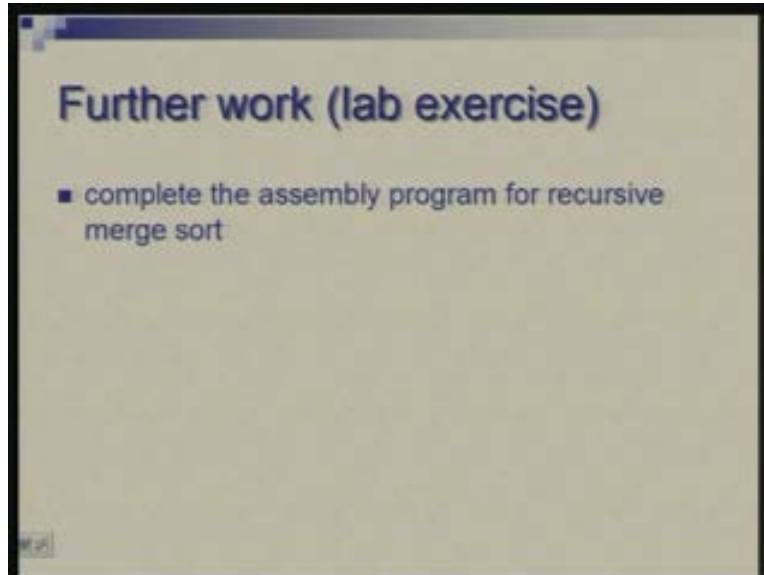 Further work (lab exercise)
■ complete the assembly program for recursive
merge sort